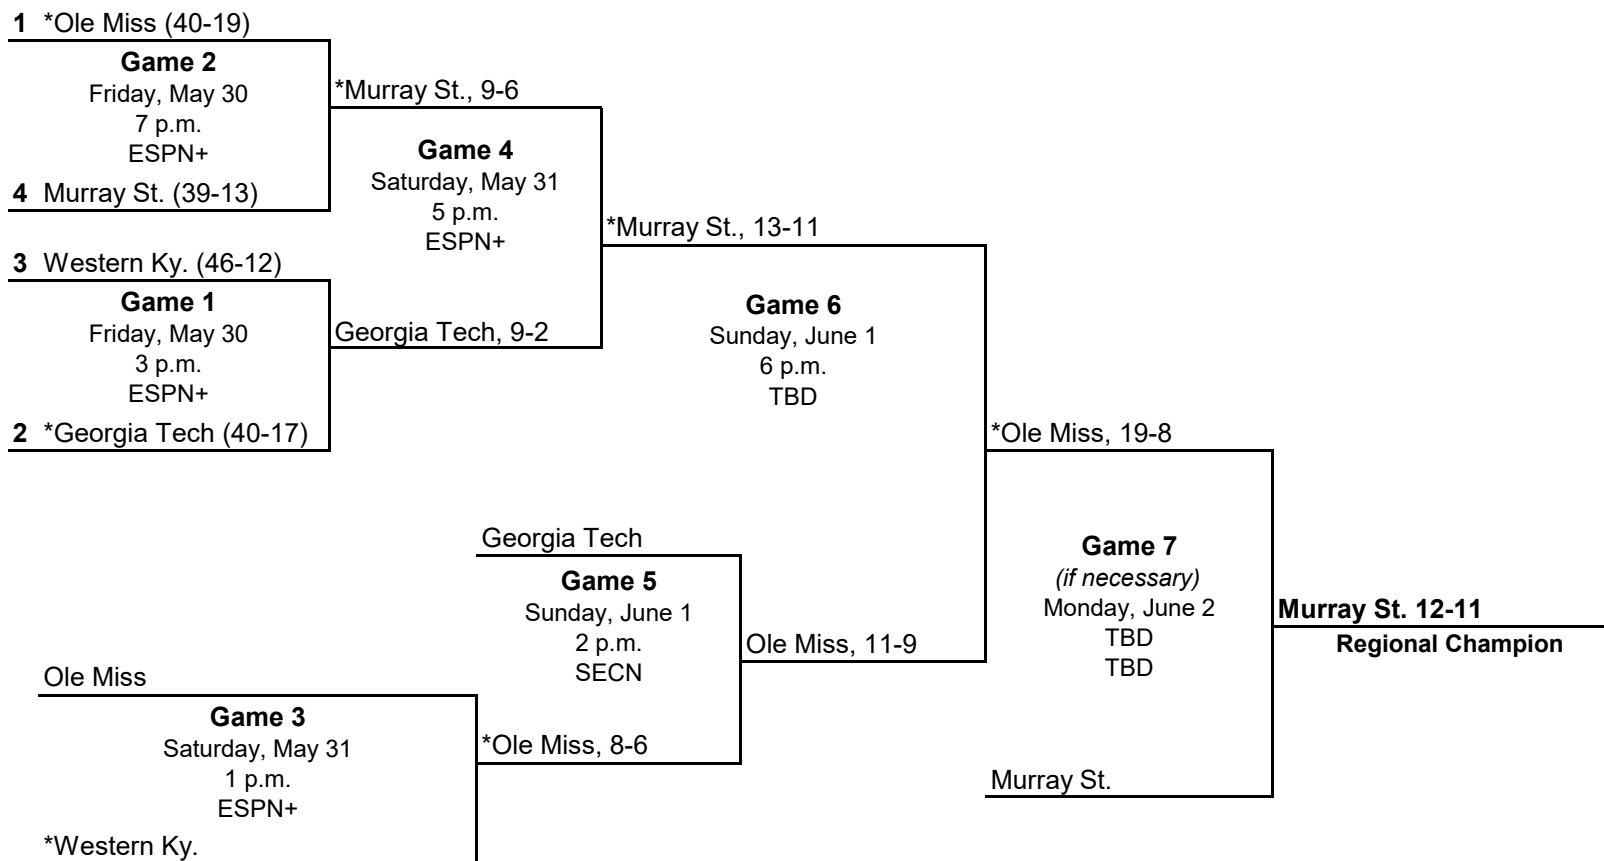 1 *Ole Miss (40-19)
Game 2
Friday, May 30
7 p.m.
ESPN+
4 Murray St. (39-13)
*Murray St., 9-6
3 Western Ky. (46-12)
Game 1
Friday, May 30
3 p.m.
ESPN+
2 *Georgia Tech (40-17)
Georgia Tech, 9-2
Game 4
Saturday, May 31
5 p.m.
ESPN+
*Murray St., 13-11
Game 6
Sunday, June 1
6 p.m.
TBD
*Ole Miss, 19-8
Georgia Tech
Game 5
Sunday, June 1
2 p.m.
SECN
Ole Miss, 11-9
Ole Miss
Game 3
Saturday, May 31
1 p.m.
ESPN+
*Western Ky.
*Ole Miss, 8-6
Game 7
(if necessary)
Monday, June 2
TBD
TBD
Murray St.
Murray St. 12-11
Regional Champion